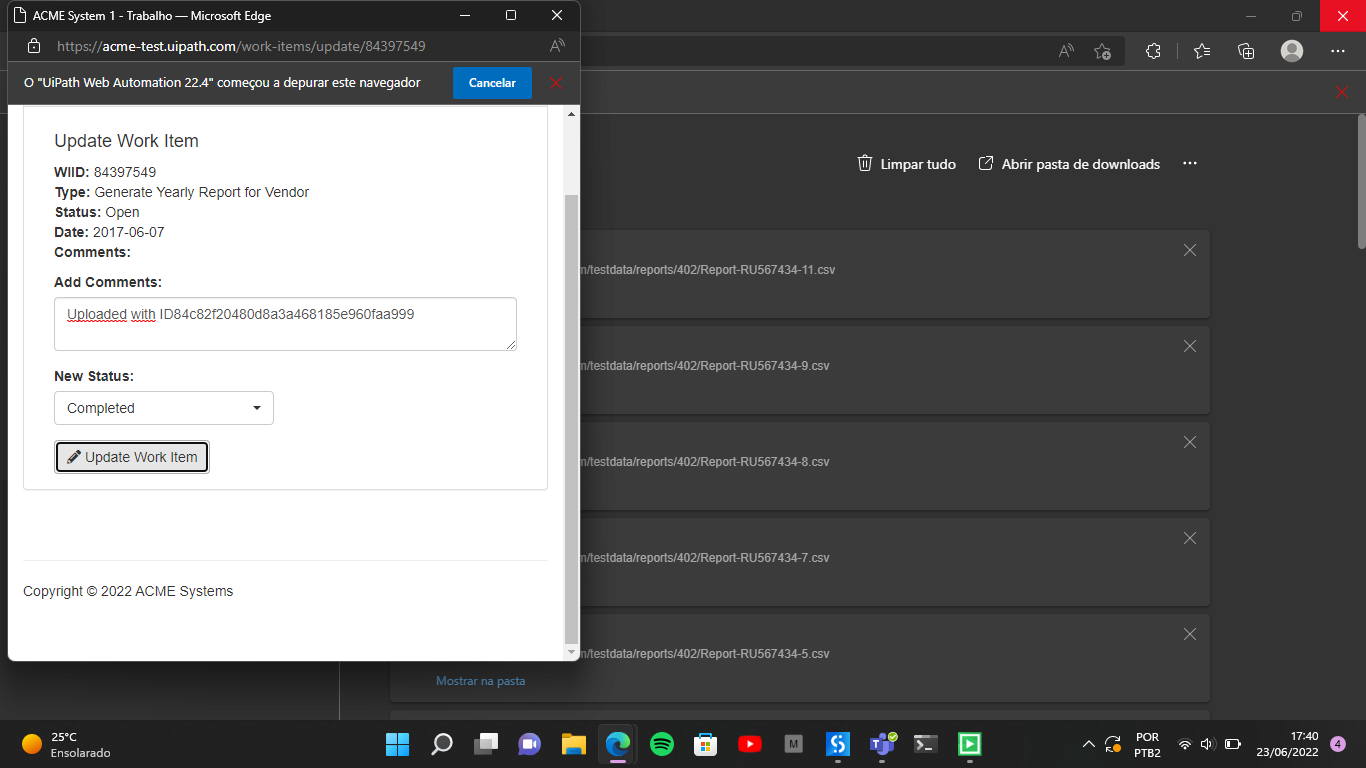 ACME System 1 - Trabalho — Microsoft Edge
https://acme-test.uipath.com/work-items/update/84397549
O "UiPath Web Automation 22.4" começou a depurar este navegador
Cancelar
Update Work Item
WIID: 84397549
Type: Generate Yearly Report for Vendor
Status: Open
Date: 2017-06-07
Comments:
Add Comments:
Uploaded with ID84c82f20480d8a3a468185e960faa999
New Status:
Completed
Update Work Item
Copyright © 2022 ACME Systems
Limpar tudo
Abrir pasta de downloads
/testdata/reports/402/Report-RU567434-11.csv
/testdata/reports/402/Report-RU567434-9.csv
/testdata/reports/402/Report-RU567434-8.csv
/testdata/reports/402/Report-RU567434-7.csv
/testdata/reports/402/Report-RU567434-5.csv
Mostrar na pasta
25°C
Ensolarado
M
POR
PTB2
17:40
23/06/2022
4